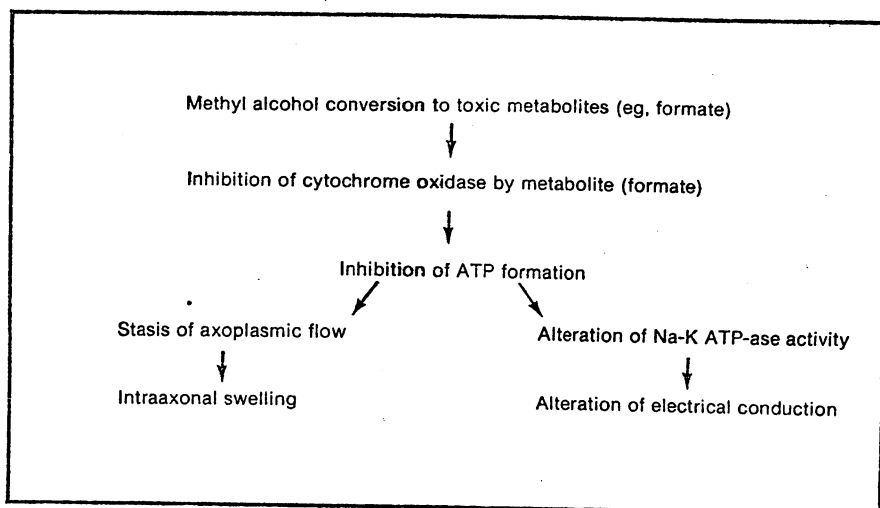 Methyl alcohol conversion to toxic metabolites (eg, formate)
Inhibition of cytochrome oxidase by metabolite (formate)
Inhibition of ATP formation
Stasis of axoplasmic flow
Alteration of Na-K ATP-ase activity
Intraaxonal swelling
Alteration of electrical conduction